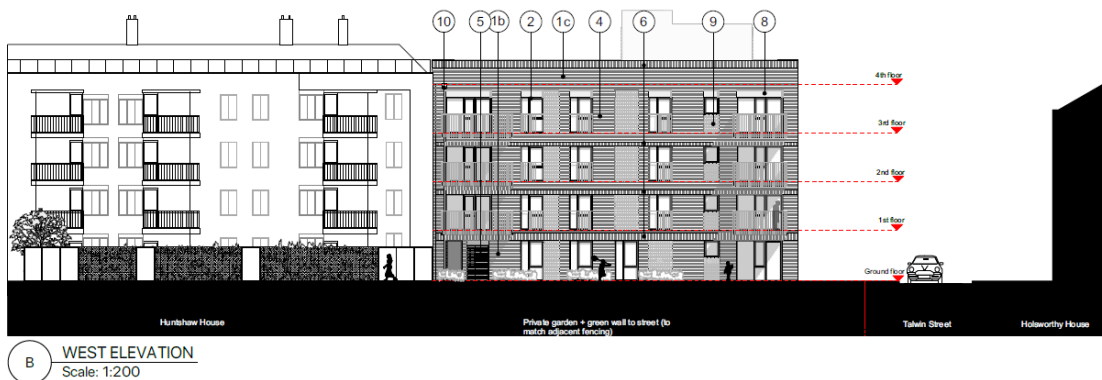 10 5 1b 2 1c 4 6 9 8
4th floor
3rd floor
2nd floor
1st floor
Ground floor
Huntshaw House
Private garden + green wall to street (to
match adjacent fencing)
Talwin Street
Holsworthy House
B WEST ELEVATION
Scale: 1:200